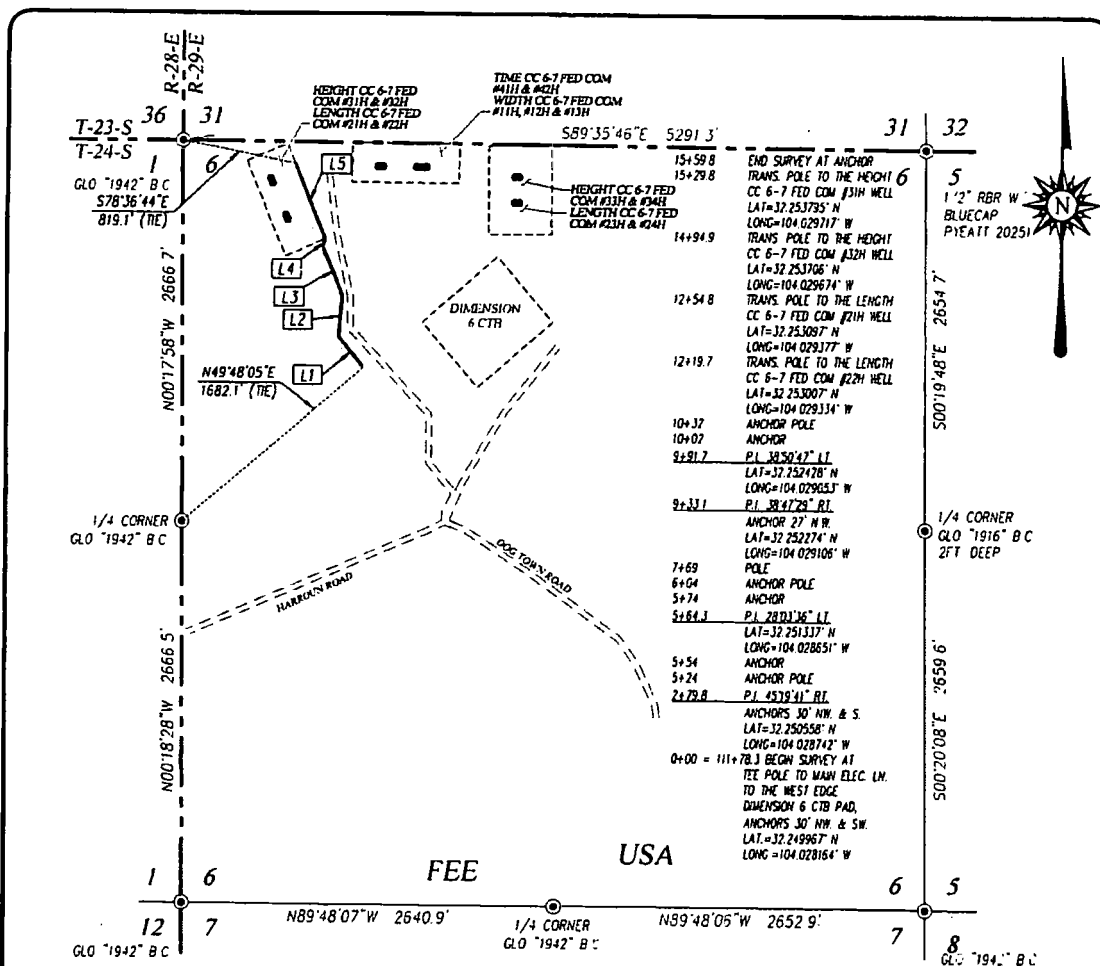 R-28-E
R-29-E
36 31
T-23-S
T-24-S
1 6
GLO "1942" B C
S78°36'44"E
819.1' (TIE)
HEIGHT CC 6-7 FED
COM #31H & #32H
LENGTH CC 6-7 FED
COM #21H & #22H
TIME CC 6-7 FED COM
#41H & #42H
WIDTH CC 6-7 FED COM
#11H, #12H & #13H
S89°35'46"E 5291 3'
31 32
6 5
1/2" RBR W
BLUECAP
PYEATT 20251
N
L5
L4
L3
L2
L1
HEIGHT CC 6-7 FED
COM #33H & #34H
LENGTH CC 6-7 FED
COM #23H & #24H
DIMENSION
6 CTB
N00°17'58"W 2666 7'
N49°48'05"E
1682.1' (TIE)
1/4 CORNER
GLO "1942" B C
HARROUN ROAD
DOG TOWN ROAD
N00°18'28"W 2666 5'
15+59.8 END SURVEY AT ANCHOR
15+29.8 TRANS. POLE TO THE HEIGHT
CC 6-7 FED COM #31H WELL
LAT=32.253795° N
LONG=104.029717° W
14+94.9 TRANS POLE TO THE HEIGHT
CC 6-7 FED COM #32H WELL
LAT=32.253706° N
LONG=104.029674° W
12+54 8 TRANS. POLE TO THE LENGTH
CC 6-7 FED COM #21H WELL
LAT=32.253097° N
LONG=104.029377° W
12+19.7 TRANS. POLE TO THE LENGTH
CC 6-7 FED COM #22H WELL
LAT=32 253007° N
LONG=104.029334° W
10+32 ANCHOR POLE
10+02 ANCHOR
9+91.7 P.I. 38°50'47" LT
LAT=32.252428° N
LONG=104.029053° W
9+33.1 P.I. 38°47'29" RT.
ANCHOR 27' N W.
LAT=32.252274° N
LONG=104.029106° W
7+69 POLE
6+04 ANCHOR POLE
5+74 ANCHOR
5+64.3 P.I. 28°03'36" LT
LAT=32.251337° N
LONG=104.028651° W
5+54 ANCHOR
5+24 ANCHOR POLE
2+79.8 P.I. 45°19'41" RT.
ANCHORS 30' NW. & S.
LAT=32.250558° N
LONG=104.028742° W
0+00 = 111+78.3 BEGIN SURVEY AT
TEE POLE TO MAIN ELEC. LN.
TO THE WEST EDGE
DIMENSION 6 CTB PAD,
ANCHORS 30' NW. & SW.
LAT.=32.249967° N
LONG =104.028164° W
S00°19'48"E 2654 7'
1/4 CORNER
GLO "1916" B C
2FT DEEP
S00°20'08"E 2659 6'
FEE
USA
1 6
12 7
GLO "1942" B C
N89°48'07"W 2640.9'
1/4 CORNER
GLO "1942" B C
N89°48'06"W 2652 9'
6 5
7 8
GLO "1942" B C